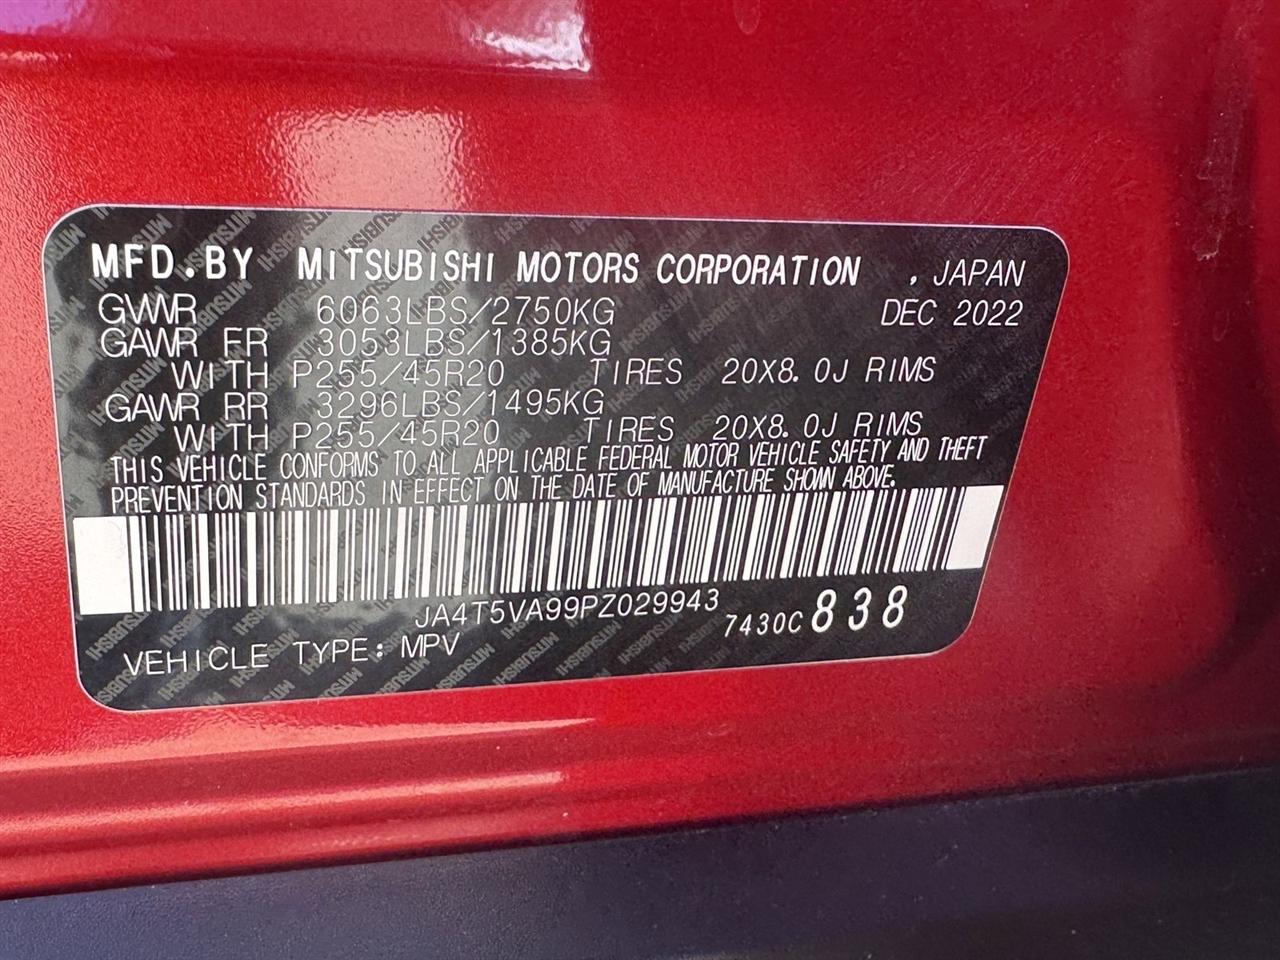 MFD.BY MITSUBISHI MOTORS CORPORATION , JAPAN
GVWR 6063LBS/2750KG DEC 2022
GAWR FR 3053LBS/1385KG
WITH P255/45R20 TIRES 20X8.0J RIMS
GAWR RR 3296LBS/1495KG
WITH P255/45R20 TIRES 20X8.0J RIMS
THIS VEHICLE CONFORMS TO ALL APPLICABLE FEDERAL MOTOR VEHICLE SAFETY AND THEFT
PREVENTION STANDARDS IN EFFECT ON THE DATE OF MANUFACTURE SHOWN ABOVE.
JA4T5VA99PZ029943 7430C 838
VEHICLE TYPE: MPV